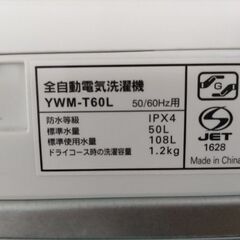 全自動電気洗濯機
YWM-T60L 50/60Hz用
防水等級 IPX4
標準水量 50L
標準使用水量 108L
ドライコース時の洗濯容量 1.2kg
G
S
JET
1628
Made in China